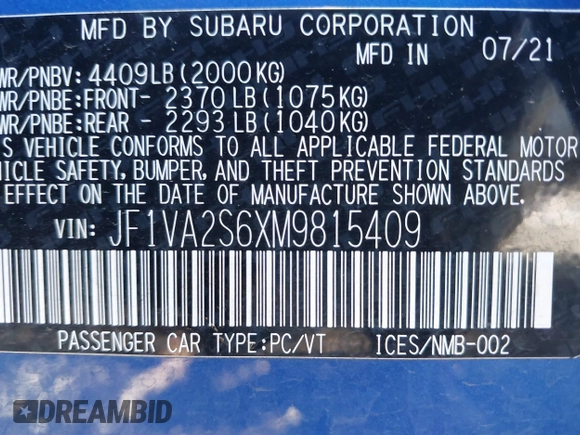 MFD BY SUBARU CORPORATION
MFD IN 07/21
WR/PNBV: 4409LB (2000KG)
WR/PNBE:FRONT- 2370 LB (1075KG)
WR/PNBE:REAR - 2293 LB (1040KG)
S VEHICLE CONFORMS TO ALL APPLICABLE FEDERAL MOTOR
HICLE SAFETY, BUMPER, AND THEFT PREVENTION STANDARDS
EFFECT ON THE DATE OF MANUFACTURE SHOWN ABOVE.
VIN: JF1VA2S6XM9815409
PASSENGER CAR TYPE:PC/VT ICES/NMB-002
DREAMBID